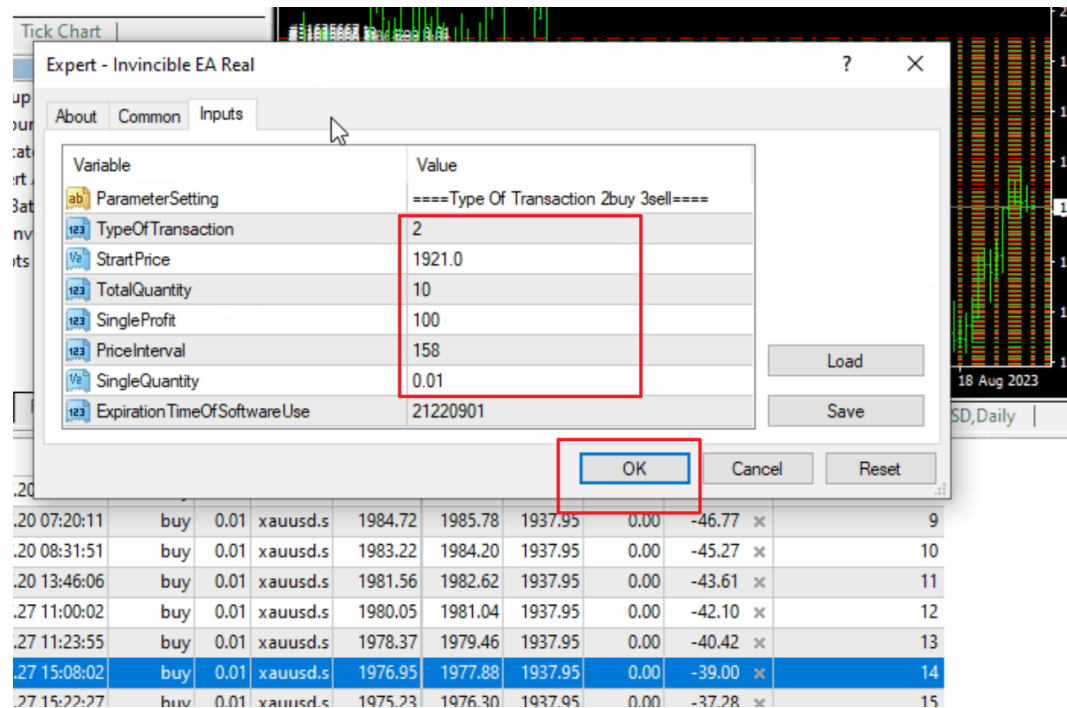 Tick Chart
Expert - Invincible EA Real
?
About Common Inputs
Variable Value
ParameterSetting ====Type Of Transaction 2buy 3sell====
TypeOfTransaction 2
StrartPrice 1921.0
TotalQuantity 10
SingleProfit 100
PriceInterval 158
SingleQuantity 0.01
ExpirationTimeOfSoftwareUse 21220901
Load
Save
18 Aug 2023
SD,Daily
OK Cancel Reset
.20 07:20:11 buy 0.01 xauusd.s 1984.72 1985.78 1937.95 0.00 -46.77 × 9
.20 08:31:51 buy 0.01 xauusd.s 1983.22 1984.20 1937.95 0.00 -45.27 × 10
.20 13:46:06 buy 0.01 xauusd.s 1981.56 1982.62 1937.95 0.00 -43.61 × 11
.27 11:00:02 buy 0.01 xauusd.s 1980.05 1981.04 1937.95 0.00 -42.10 × 12
.27 11:23:55 buy 0.01 xauusd.s 1978.37 1979.46 1937.95 0.00 -40.42 × 13
.27 15:08:02 buy 0.01 xauusd.s 1976.95 1977.88 1937.95 0.00 -39.00 × 14
.27 15:22:27 buy 0.01 xauusd.s 1975.23 1976.30 1937.95 0.00 -37.28 × 15